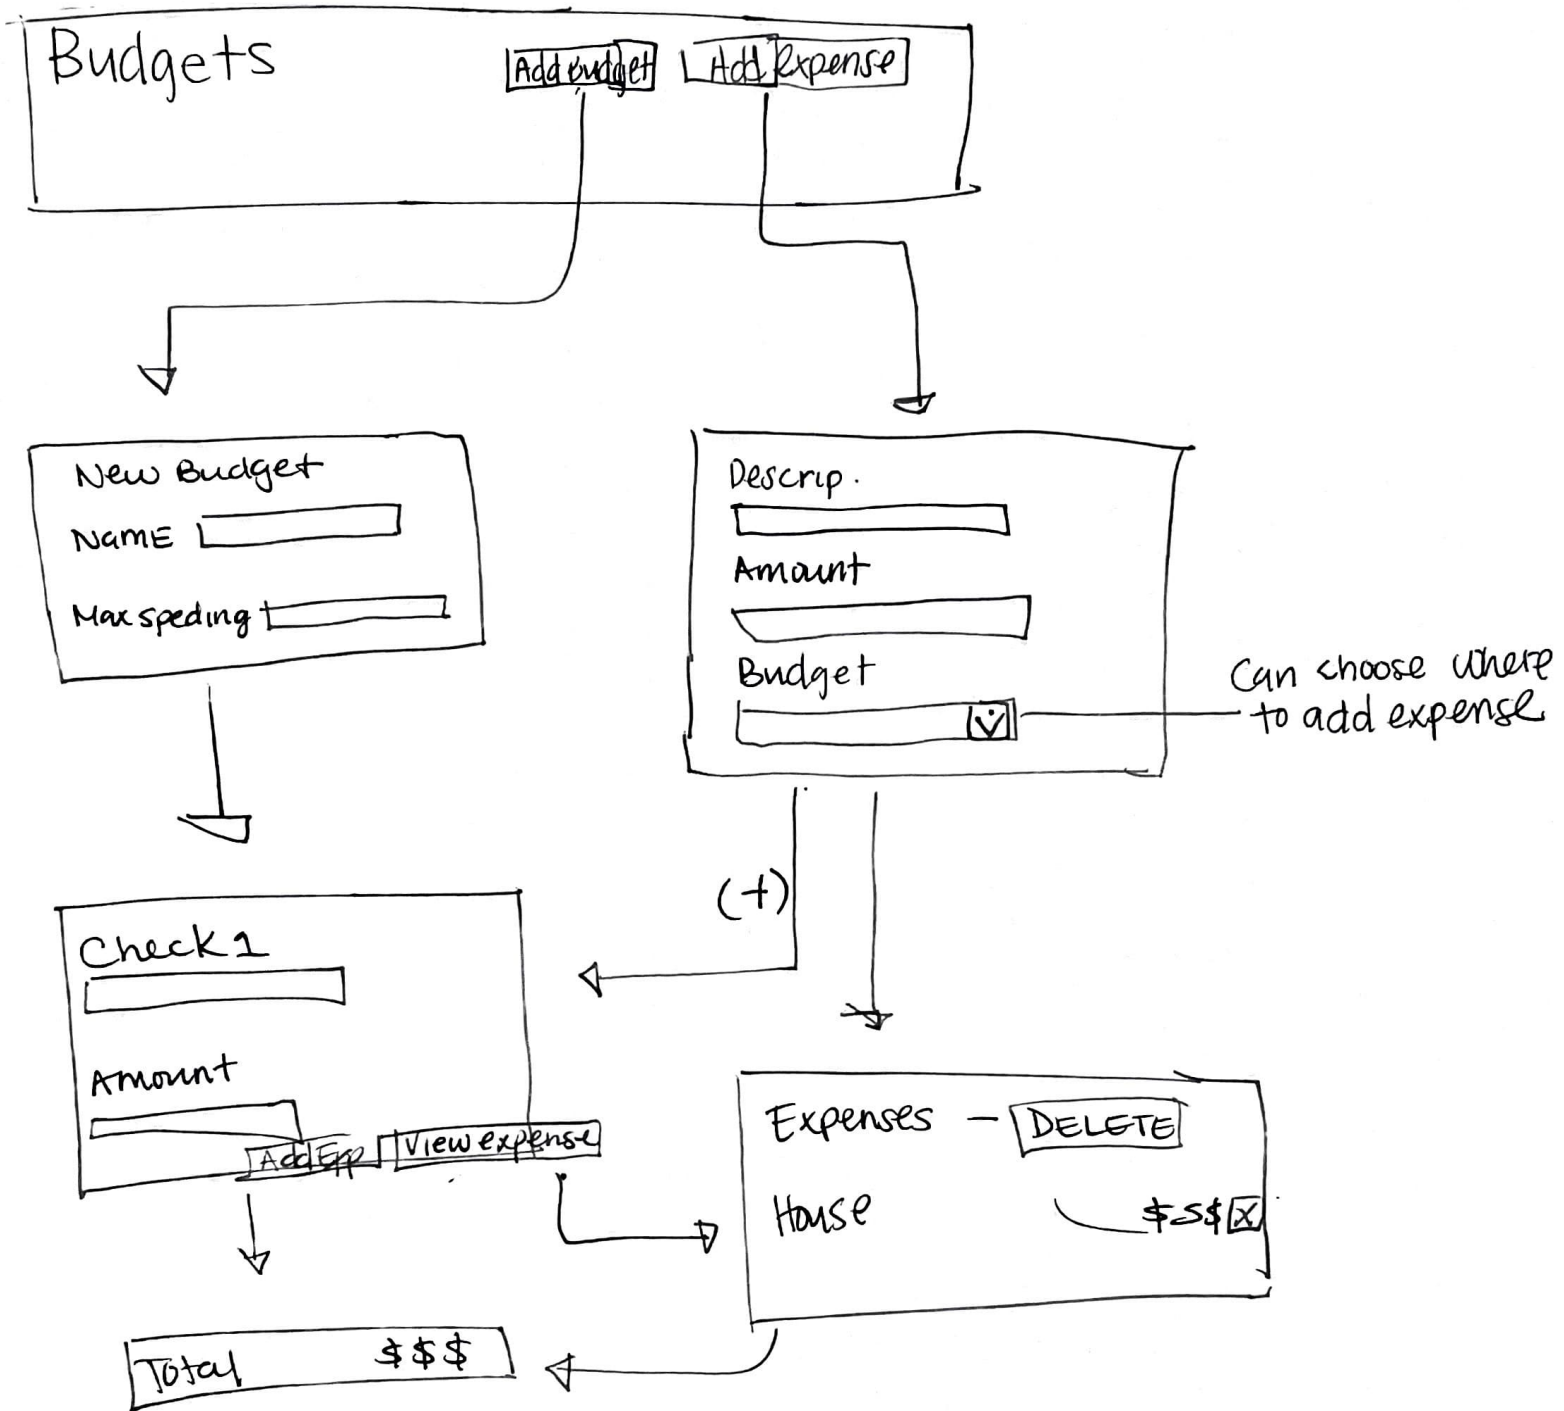 Budgets
Add Budget
Add Expense
New Budget
NamE
Max speding
Descrip.
Amount
Budget
Can choose where
to add expense
(+)
Check 1
Amount
Add Exp
View expense
Expenses - DELETE
House $$$ X
Total $$$